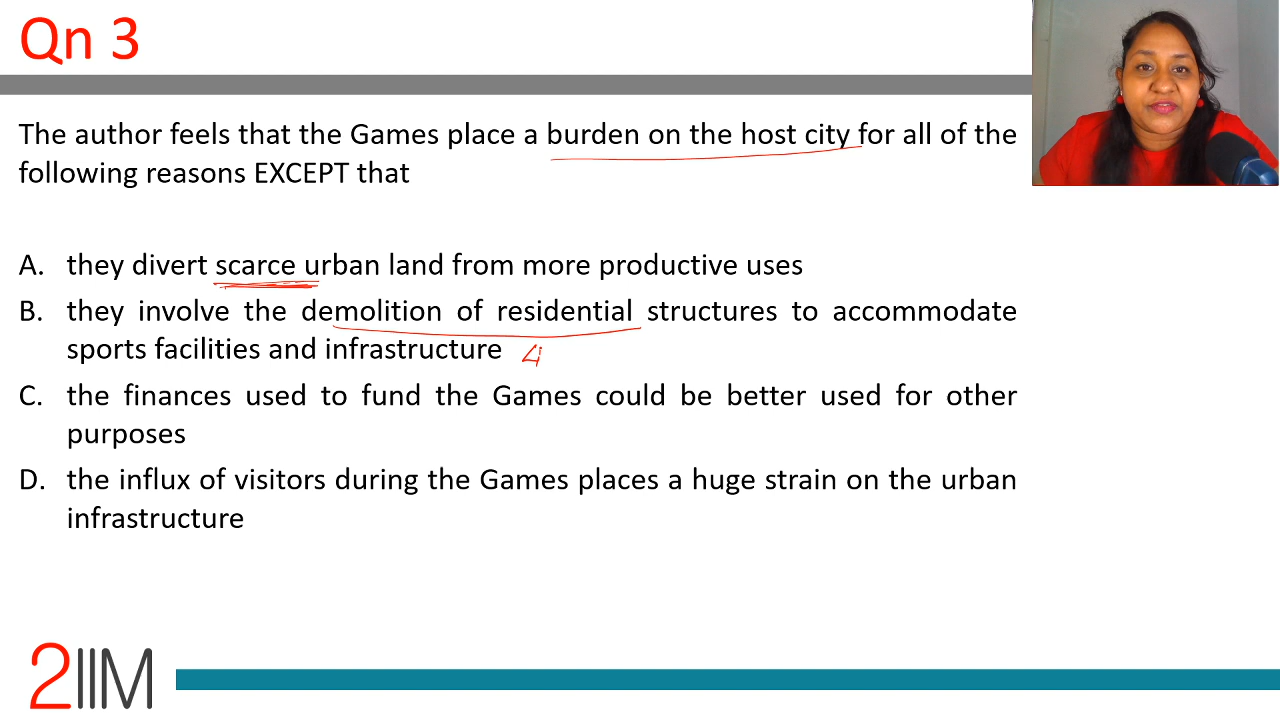 Qn 3
The author feels that the Games place a burden on the host city for all of the
following reasons EXCEPT that
A. they divert scarce urban land from more productive uses
B. they involve the demolition of residential structures to accommodate
sports facilities and infrastructure 4
C. the finances used to fund the Games could be better used for other
purposes
D. the influx of visitors during the Games places a huge strain on the urban
infrastructure
2IIM